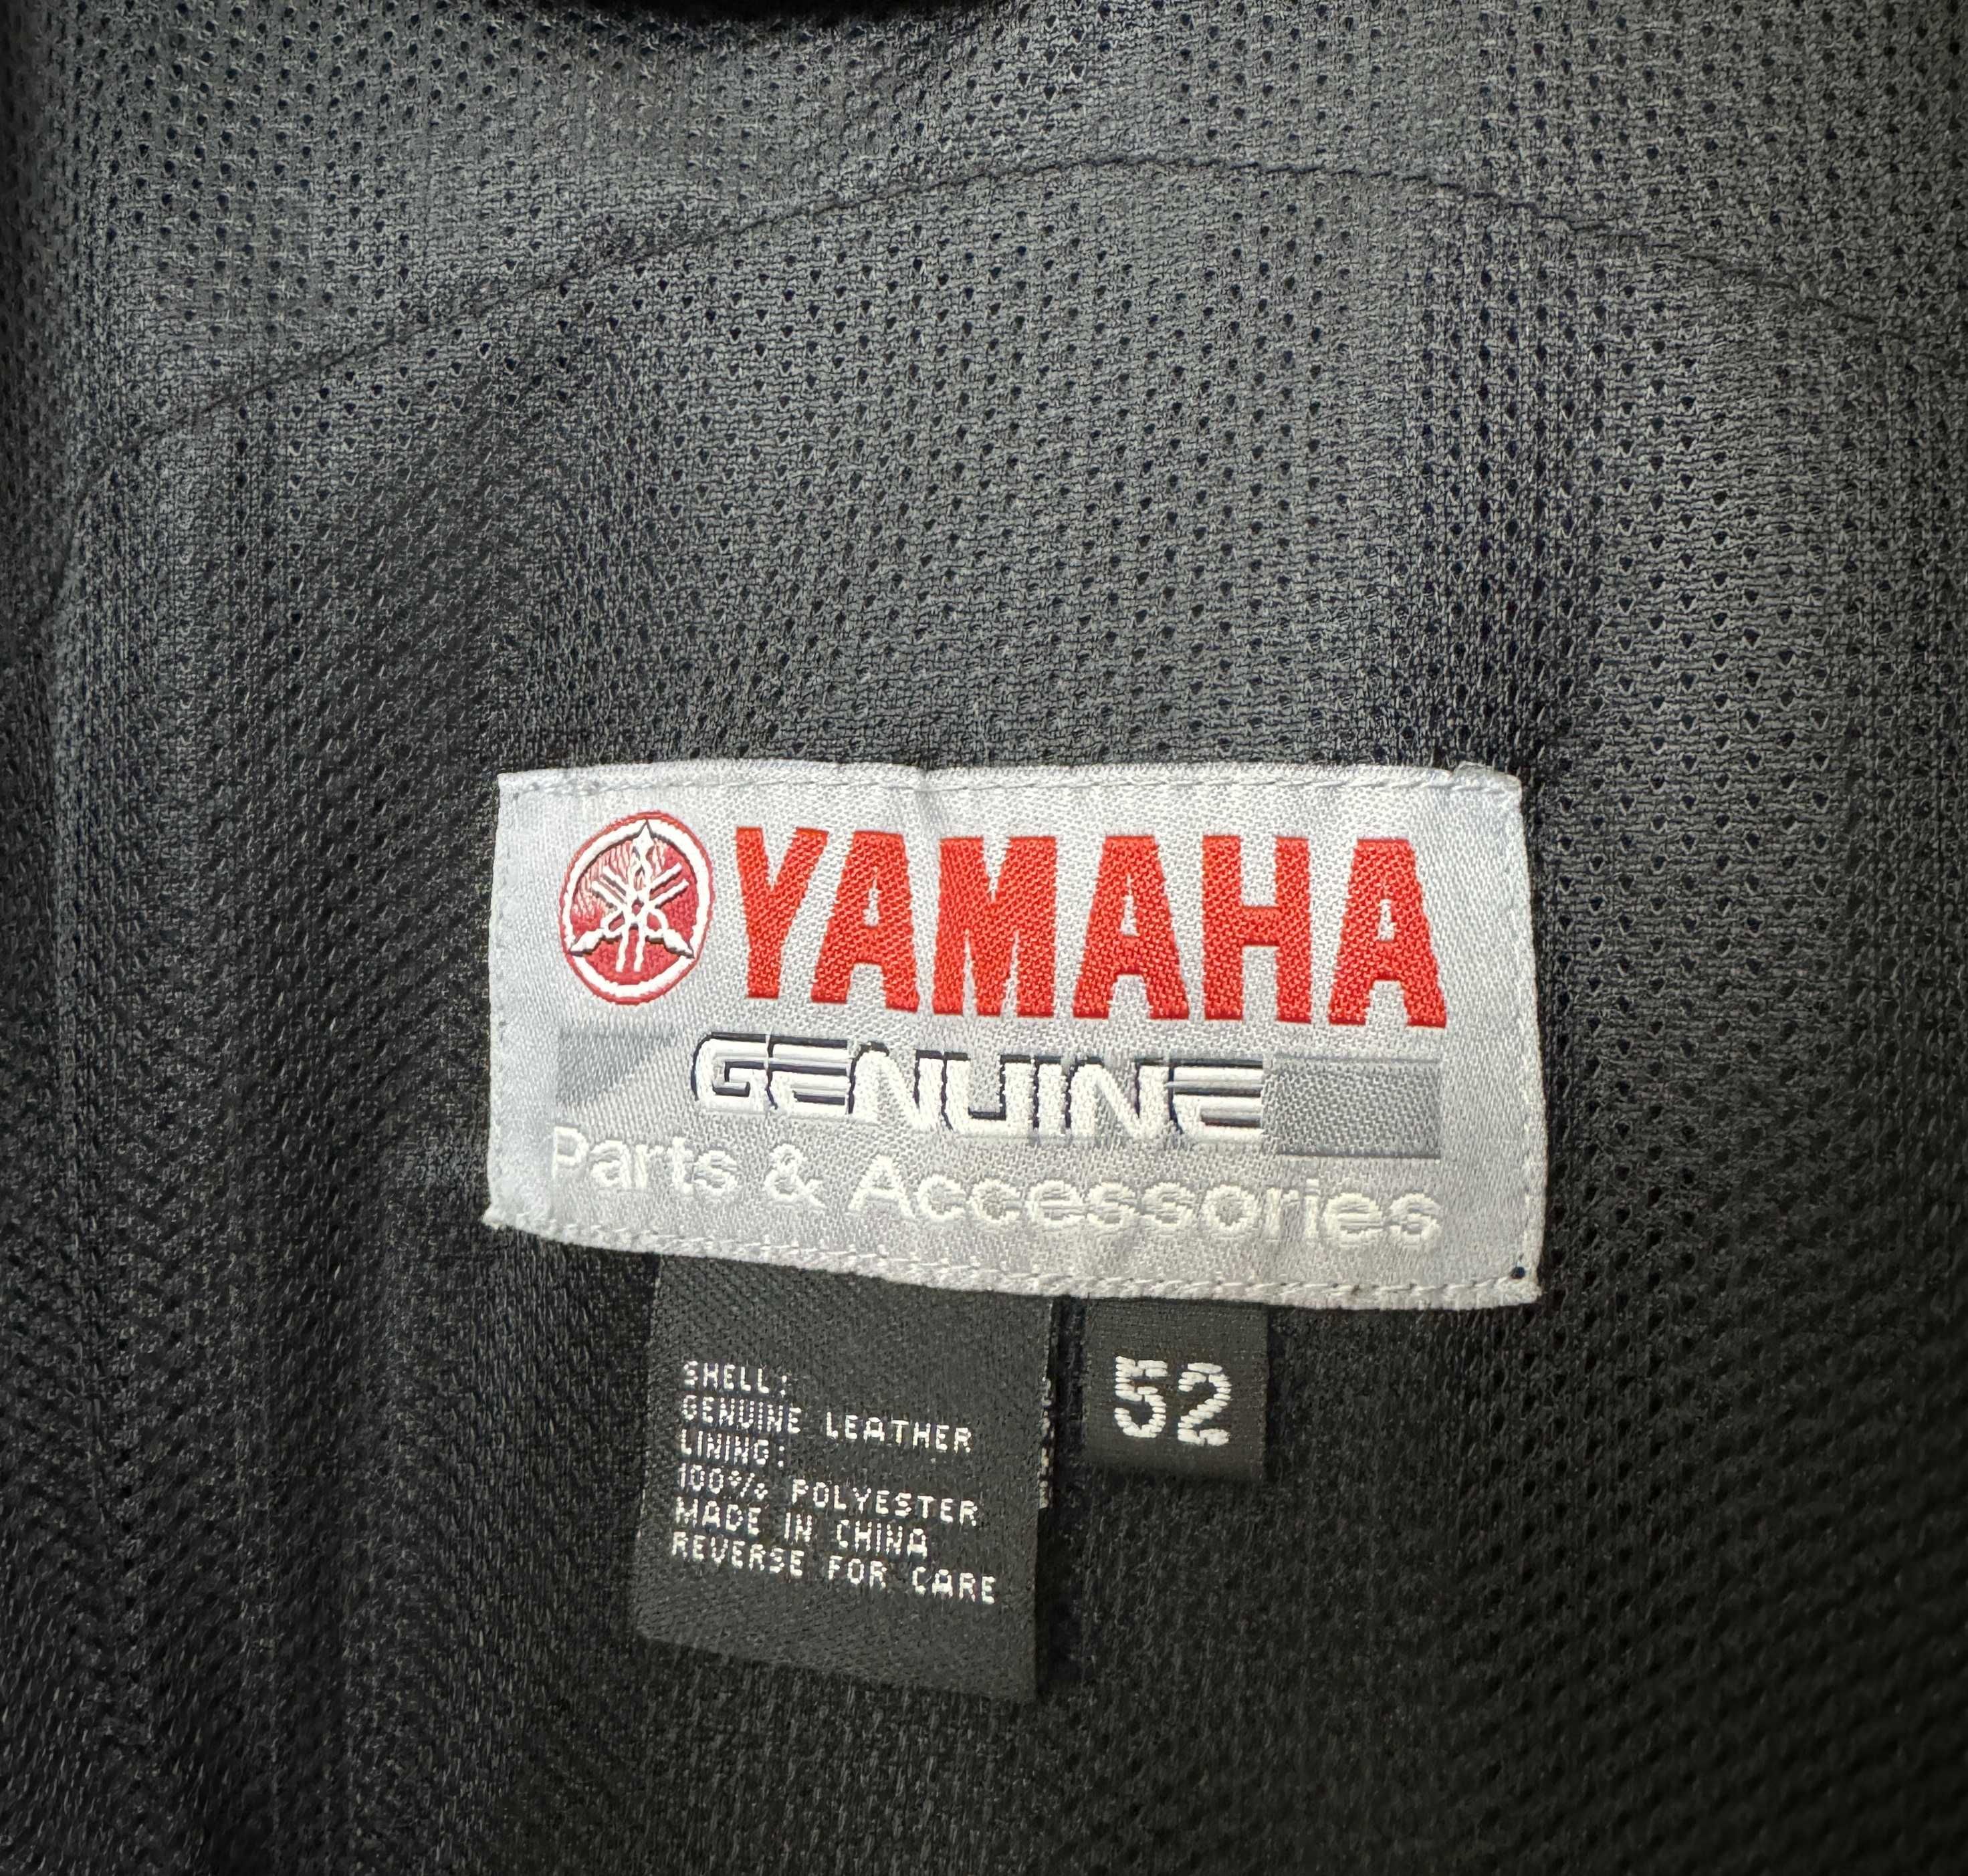 YAMAHA
GENUINE
Parts & Accessories
SHELL:
GENUINE LEATHER
LINING:
100% POLYESTER
MADE IN CHINA
REVERSE FOR CARE
52